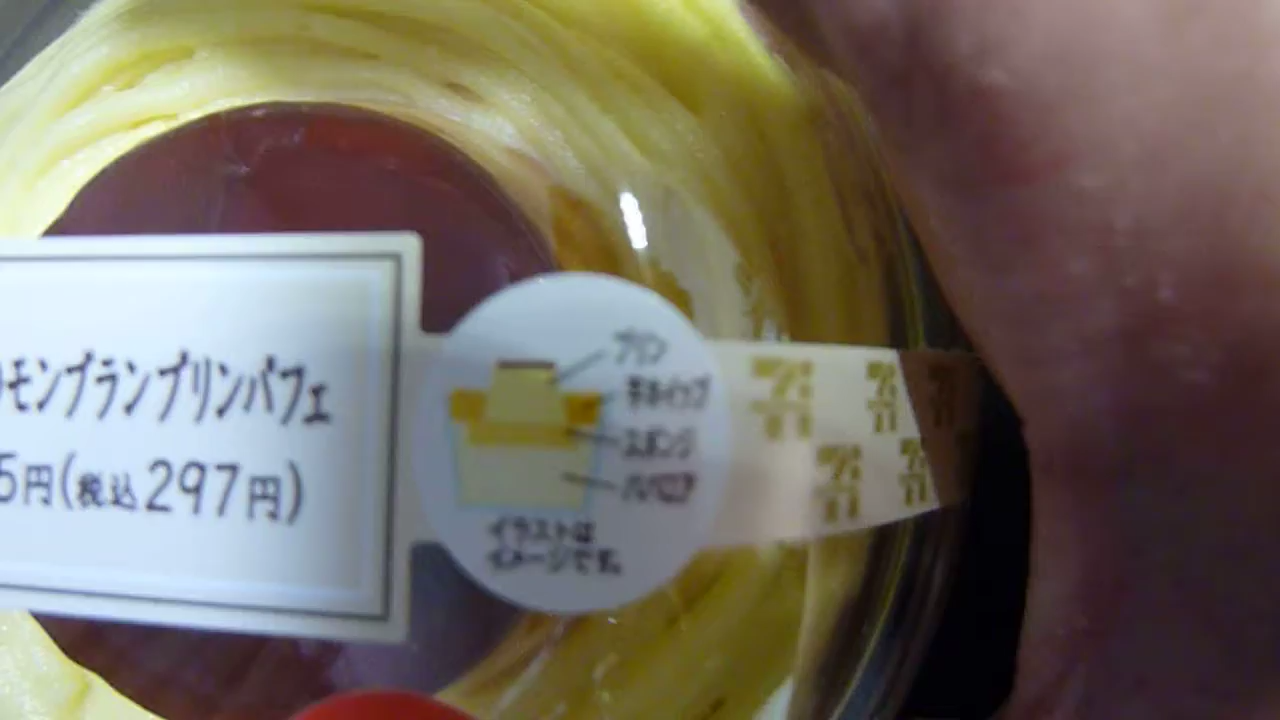 モンブランプリンパフェ
5円(税込297円)
プリン
芋ホイップ
スポンジ
ババロア
イラストは
イメージです。